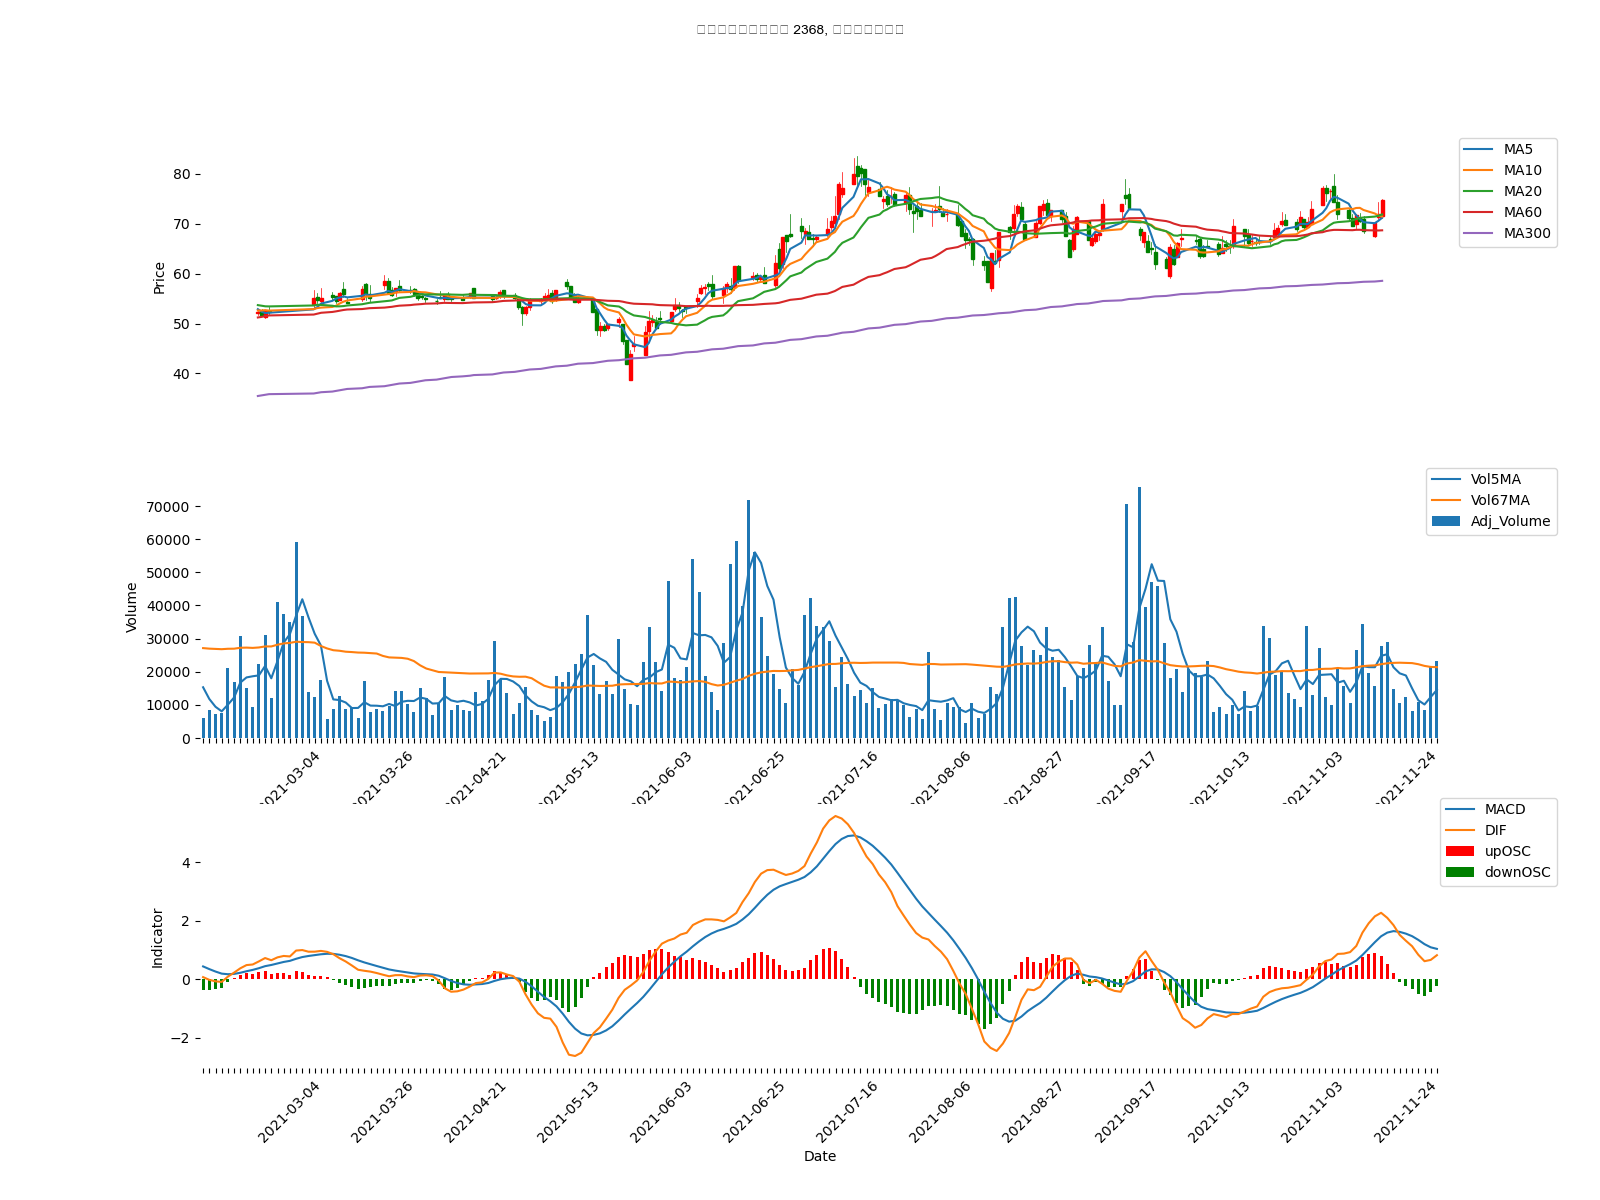 2368,
MA5
MA10
MA20
MA60
MA300
Price
80
70
60
50
40
Vol5MA
Vol67MA
Adj_Volume
Volume
70000
60000
50000
40000
30000
20000
10000
0
2021-03-04 2021-03-26 2021-04-21 2021-05-13 2021-06-03 2021-06-25 2021-07-16 2021-08-06 2021-08-27 2021-09-17 2021-10-13 2021-11-03 2021-11-24
MACD
DIF
upOSC
downOSC
Indicator
4
2
0
−2
2021-03-04 2021-03-26 2021-04-21 2021-05-13 2021-06-03 2021-06-25 2021-07-16 2021-08-06 2021-08-27 2021-09-17 2021-10-13 2021-11-03 2021-11-24
Date